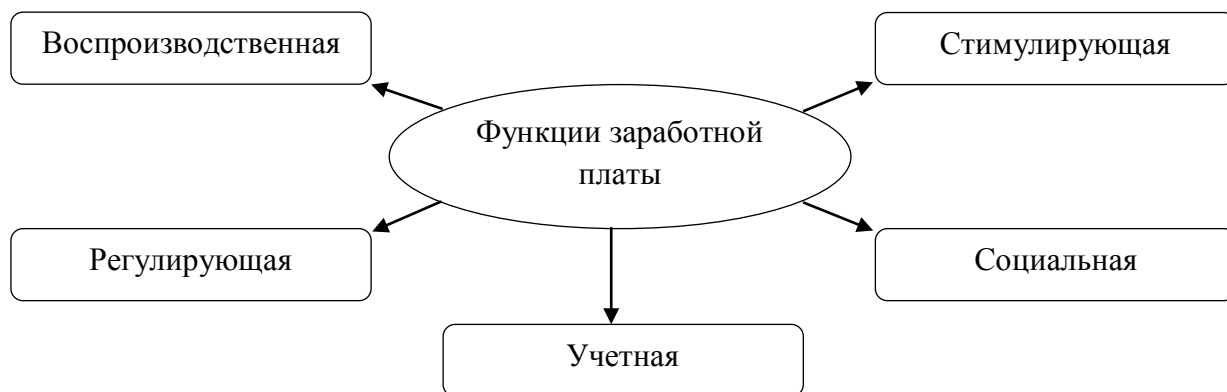 Воспроизводственная
Стимулирующая
Функции заработной
платы
Регулирующая
Социальная
Учетная